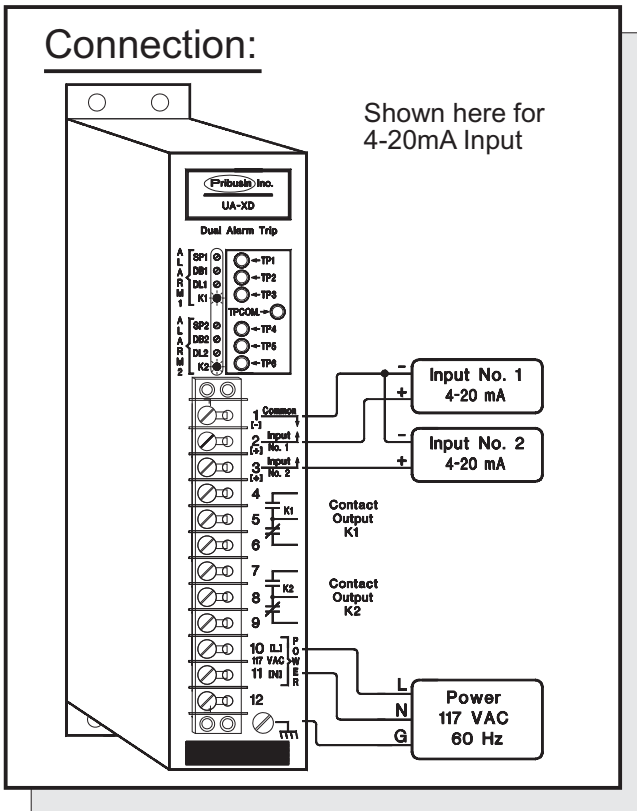 Connection:
Shown here for
4-20mA Input
Pribusin Inc.
UA-XD
Dual Alarm Trip
ALARM 1
SP1
DB1
DL1
K1
TP1
TP2
TP3
TPCOM.
ALARM 2
SP2
DB2
DL2
K2
TP4
TP5
TP6
1 Common
[-]
2 Input
[+] No. 1
3 Input
[+] No. 2
4
5 K1
6
7
8 K2
9
10 [L]
117 VAC
11 [N]
POWER
12
- Input No. 1
+ 4-20 mA
- Input No. 2
+ 4-20 mA
Contact
Output
K1
Contact
Output
K2
L
N
G
Power
117 VAC
60 Hz